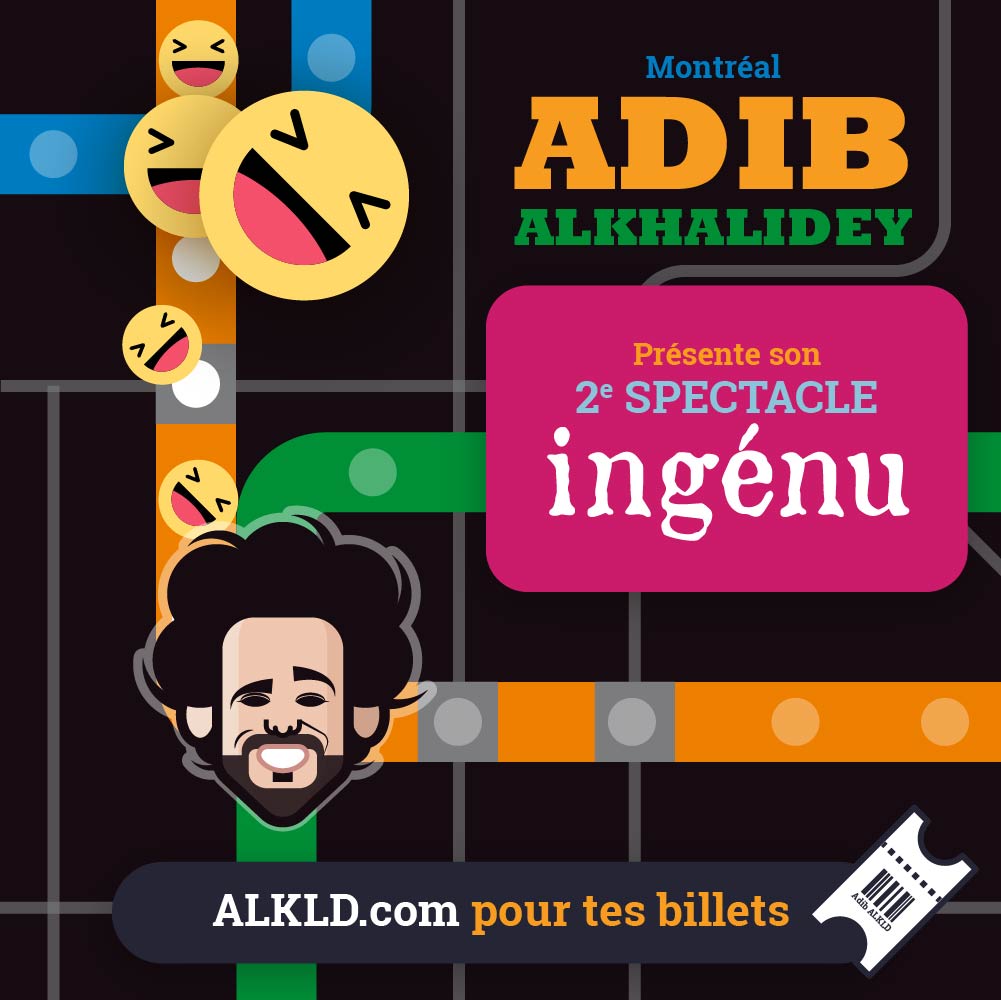 Montréal
ADIB
ALKHALIDEY
Présente son
2e SPECTACLE
ingénu
ALKLD.com pour tes billets
Adib ALKLD